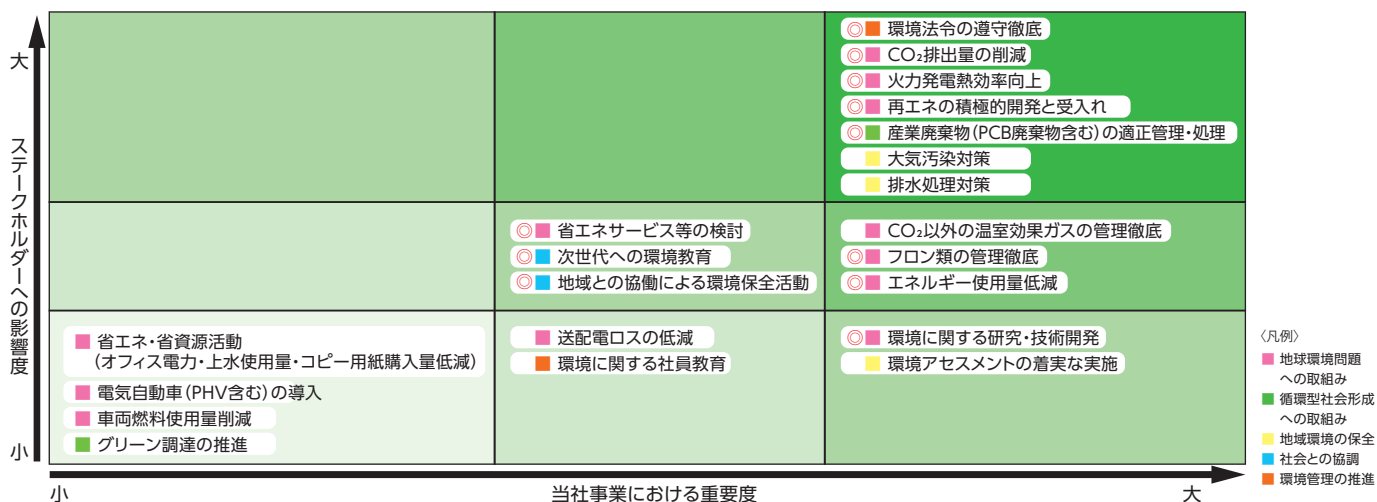 大
ステークホルダーへの影響度
小
◎環境法令の遵守徹底
◎CO₂排出量の削減
◎火力発電熱効率向上
◎再エネの積極的開発と受入れ
◎産業廃棄物(PCB廃棄物含む)の適正管理・処理
大気汚染対策
排水処理対策
◎省エネサービス等の検討
◎次世代への環境教育
◎地域との協働による環境保全活動
CO₂以外の温室効果ガスの管理徹底
◎フロン類の管理徹底
◎エネルギー使用量低減
省エネ・省資源活動
(オフィス電力・上水使用量・コピー用紙購入量低減)
電気自動車(PHV含む)の導入
車両燃料使用量削減
グリーン調達の推進
送配電ロスの低減
環境に関する社員教育
◎環境に関する研究・技術開発
環境アセスメントの着実な実施
小
当社事業における重要度
大
〈凡例〉
地球環境問題
への取組み
循環型社会形成
への取組み
地域環境の保全
社会との協調
環境管理の推進